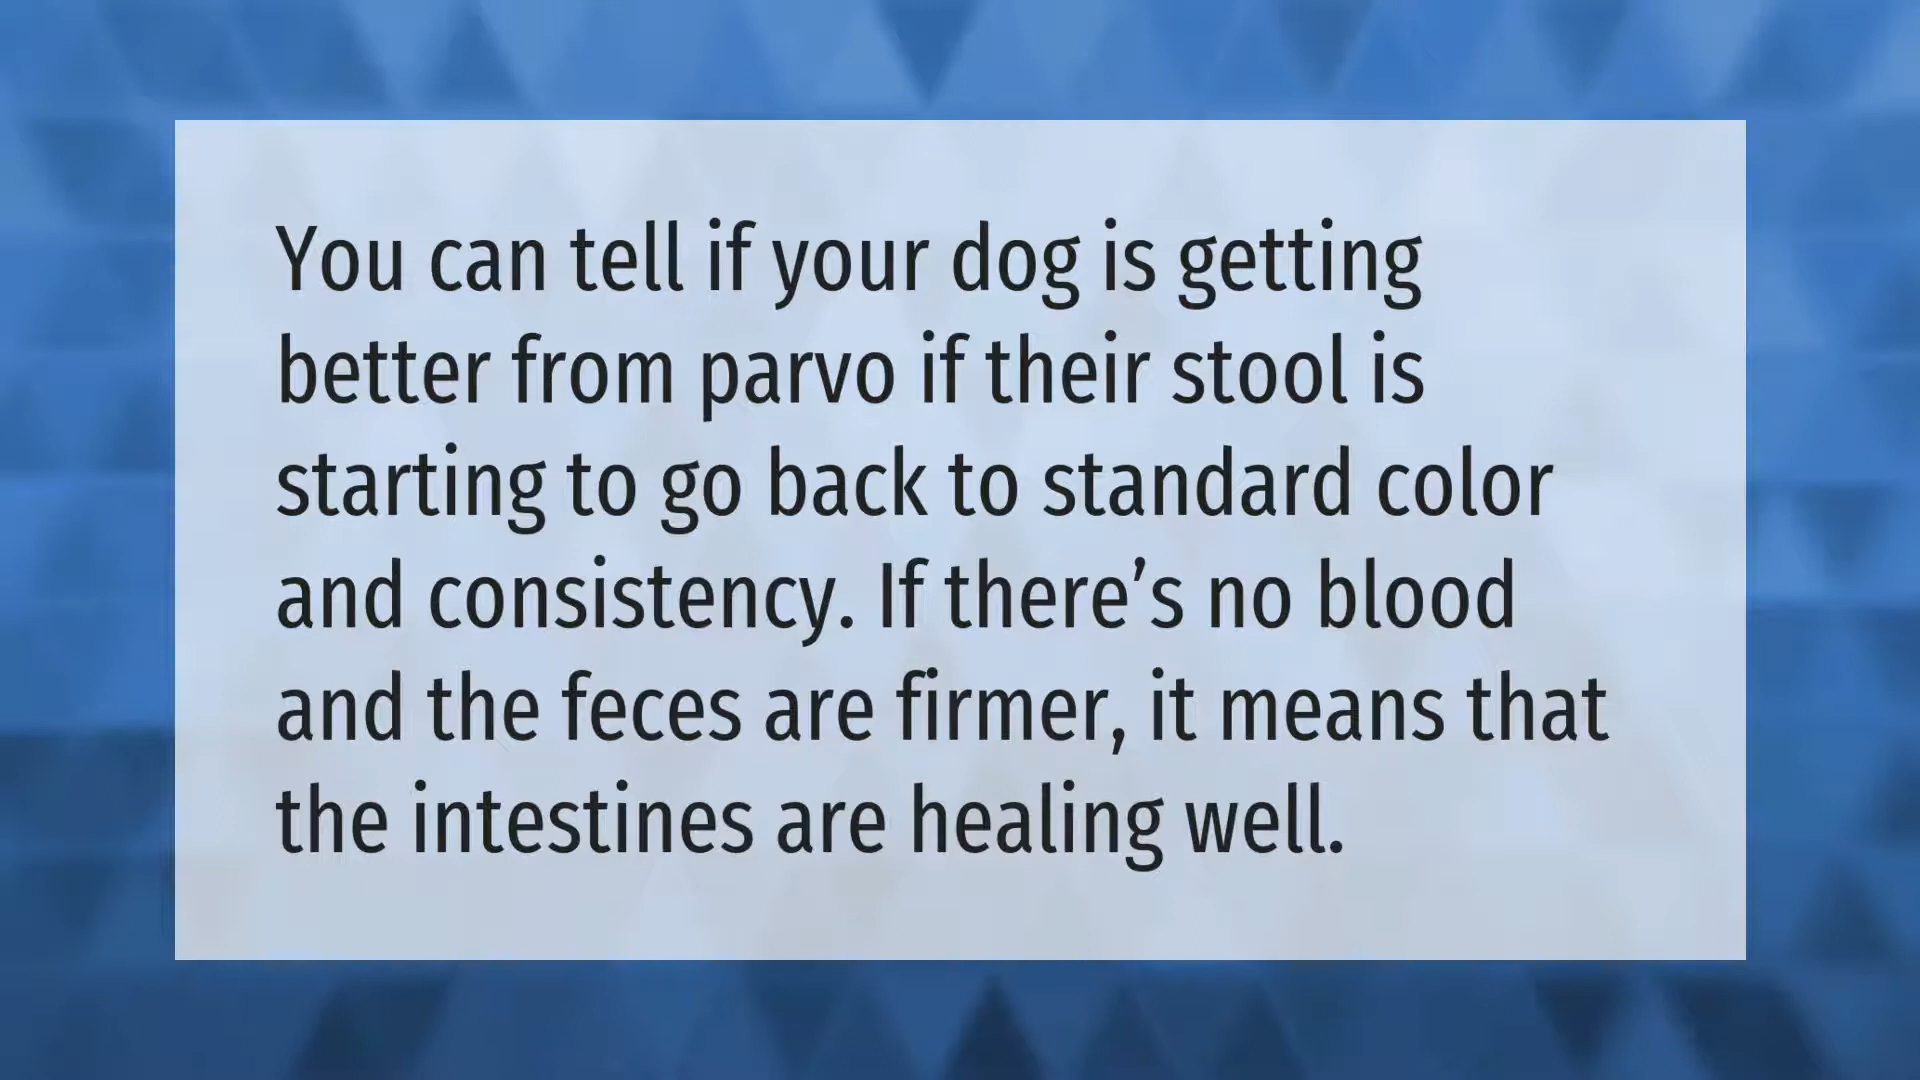 You can tell if your dog is getting
better from parvo if their stool is
starting to go back to standard color
and consistency. If there’s no blood
and the feces are firmer, it means that
the intestines are healing well.